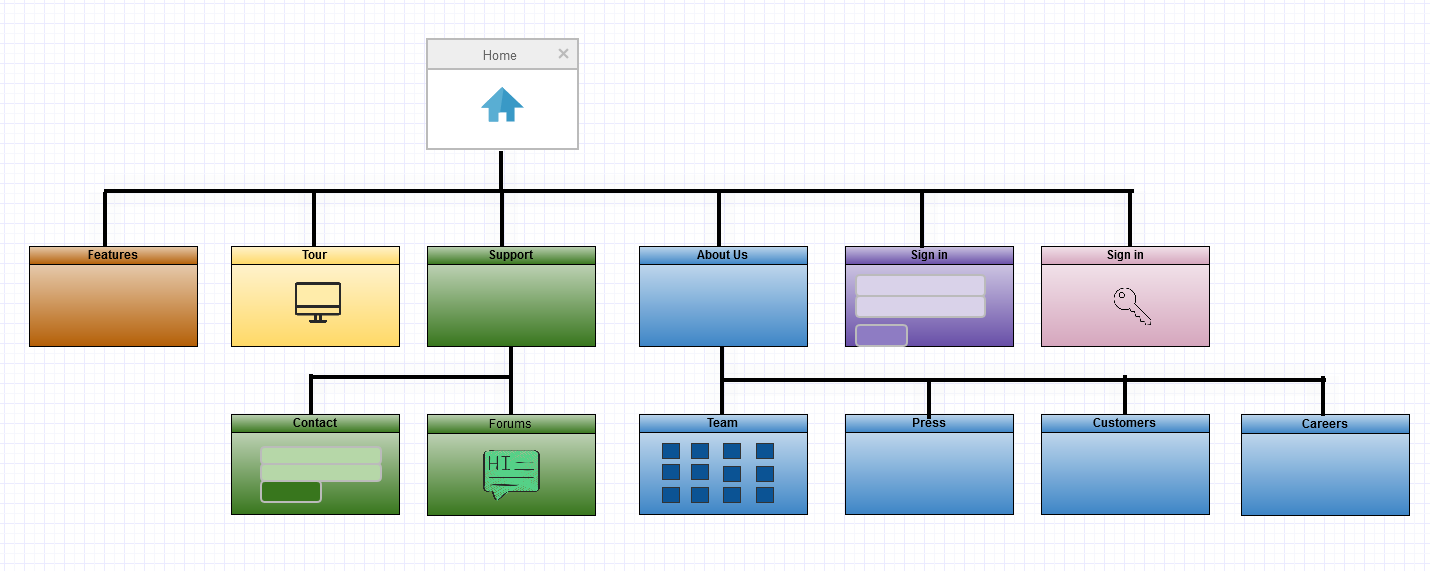 Home
Features
Tour
Support
About Us
Sign in
Sign in
Contact
Forums
Team
Press
Customers
Careers
HI